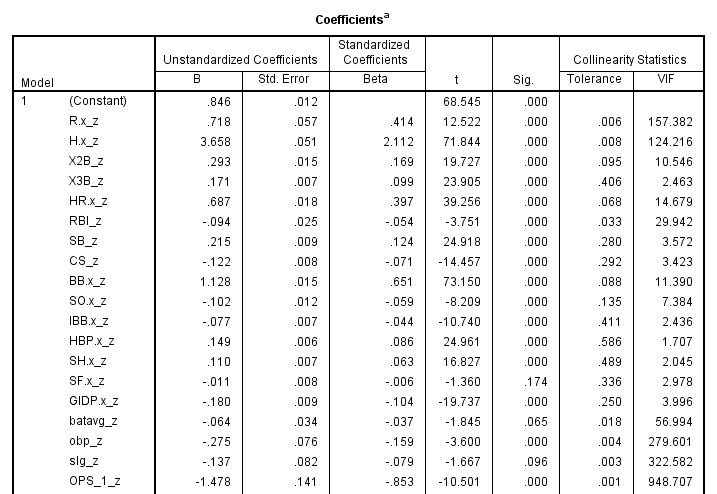 Coefficientsa
Unstandardized Coefficients Standardized Coefficients Collinearity Statistics
Model B Std. Error Beta t Sig. Tolerance VIF
1 (Constant) .846 .012 68.545 .000
R.x_z .718 .057 .414 12.522 .000 .006 157.382
H.x_z 3.658 .051 2.112 71.844 .000 .008 124.216
X2B_z .293 .015 .169 19.727 .000 .095 10.546
X3B_z .171 .007 .099 23.905 .000 .406 2.463
HR.x_z .687 .018 .397 39.256 .000 .068 14.679
RBI_z -.094 .025 -.054 -3.751 .000 .033 29.942
SB_z .215 .009 .124 24.918 .000 .280 3.572
CS_z -.122 .008 -.071 -14.457 .000 .292 3.423
BB.x_z 1.128 .015 .651 73.150 .000 .088 11.390
SO.x_z -.102 .012 -.059 -8.209 .000 .135 7.384
IBB.x_z -.077 .007 -.044 -10.740 .000 .411 2.436
HBP.x_z .149 .006 .086 24.961 .000 .586 1.707
SH.x_z .110 .007 .063 16.827 .000 .489 2.045
SF.x_z -.011 .008 -.006 -1.360 .174 .336 2.978
GIDP.x_z -.180 .009 -.104 -19.737 .000 .250 3.996
batavg_z -.064 .034 -.037 -1.845 .065 .018 56.994
obp_z -.275 .076 -.159 -3.600 .000 .004 279.601
slg_z -.137 .082 -.079 -1.667 .096 .003 322.582
OPS_1_z -1.478 .141 -.853 -10.501 .000 .001 948.707